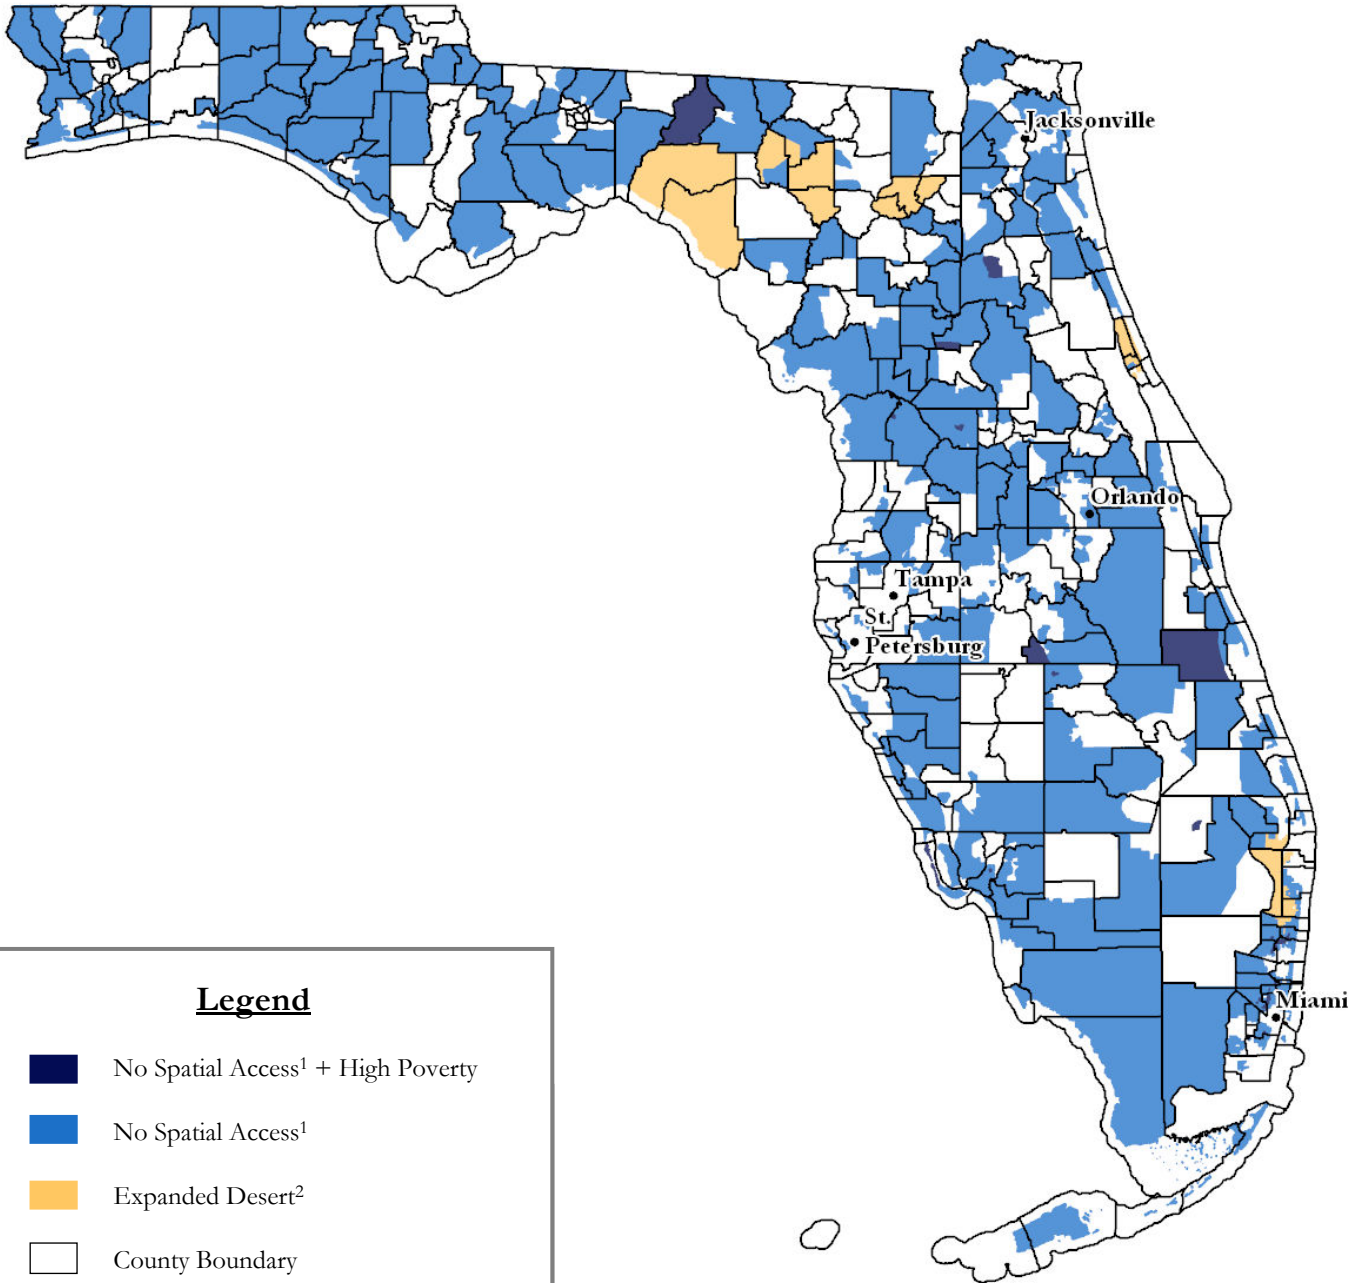 Jacksonville
Orlando
Tampa
St.
Petersburg
Miami
Legend
No Spatial Access¹ + High Poverty
No Spatial Access¹
Expanded Desert²
County Boundary